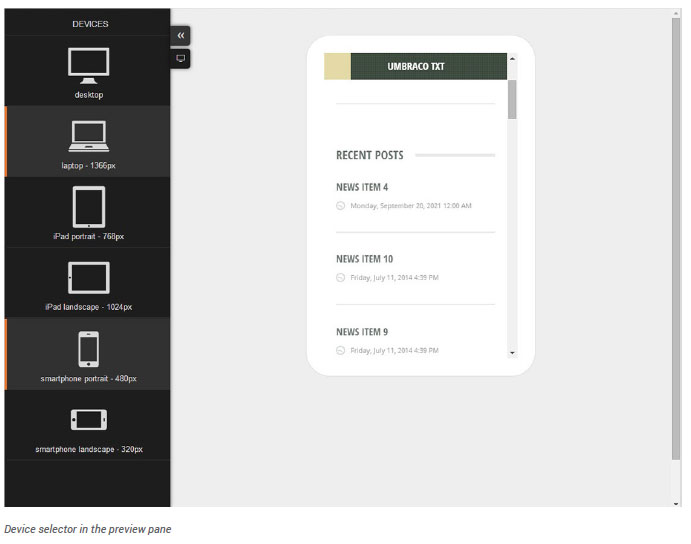 DEVICES
desktop
laptop - 1366px
iPad portrait - 768px
iPad landscape - 1024px
smartphone portrait - 480px
smartphone landscape - 320px
UMBRACO TXT
RECENT POSTS
NEWS ITEM 4
Monday, September 20, 2021 12:00 AM
NEWS ITEM 10
Friday, July 11, 2014 4:39 PM
NEWS ITEM 9
Friday, July 11, 2014 4:39 PM
Device selector in the preview pane